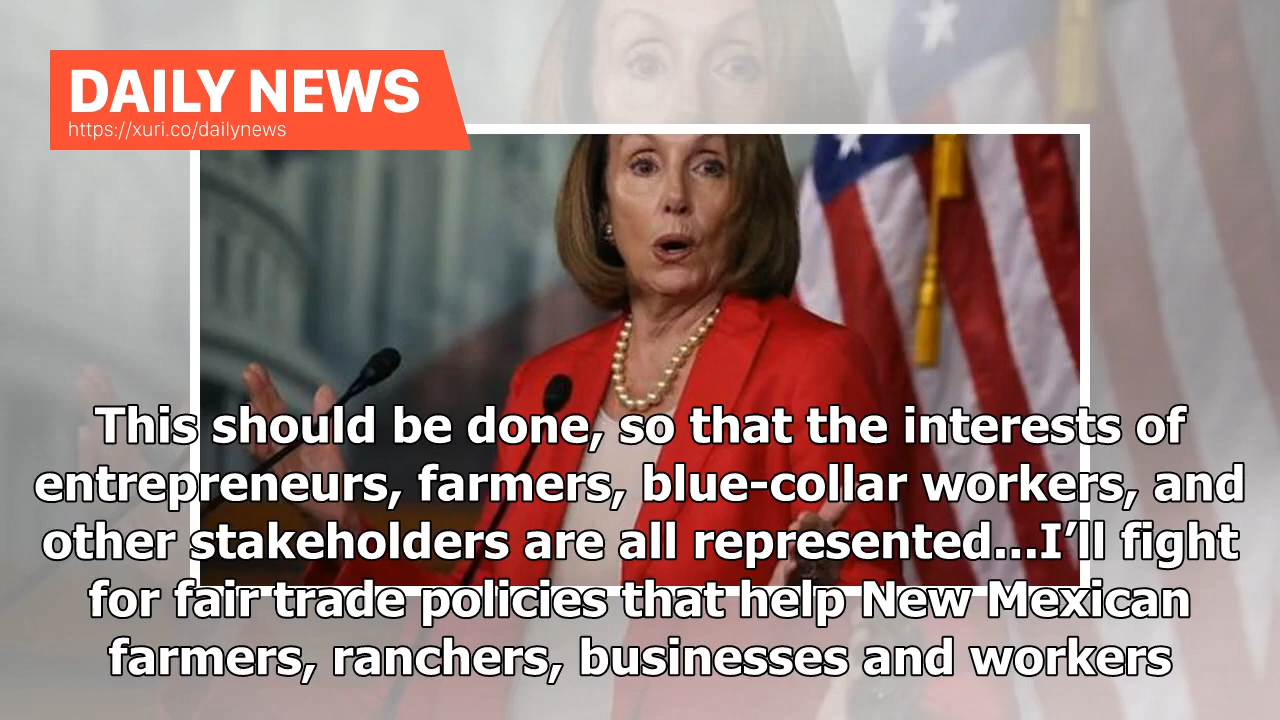 DAILY NEWS
https://xuri.co/dailynews
This should be done, so that the interests of
entrepreneurs, farmers, blue-collar workers, and
other stakeholders are all represented...I’ll fight
for fair trade policies that help New Mexican
farmers, ranchers, businesses and workers